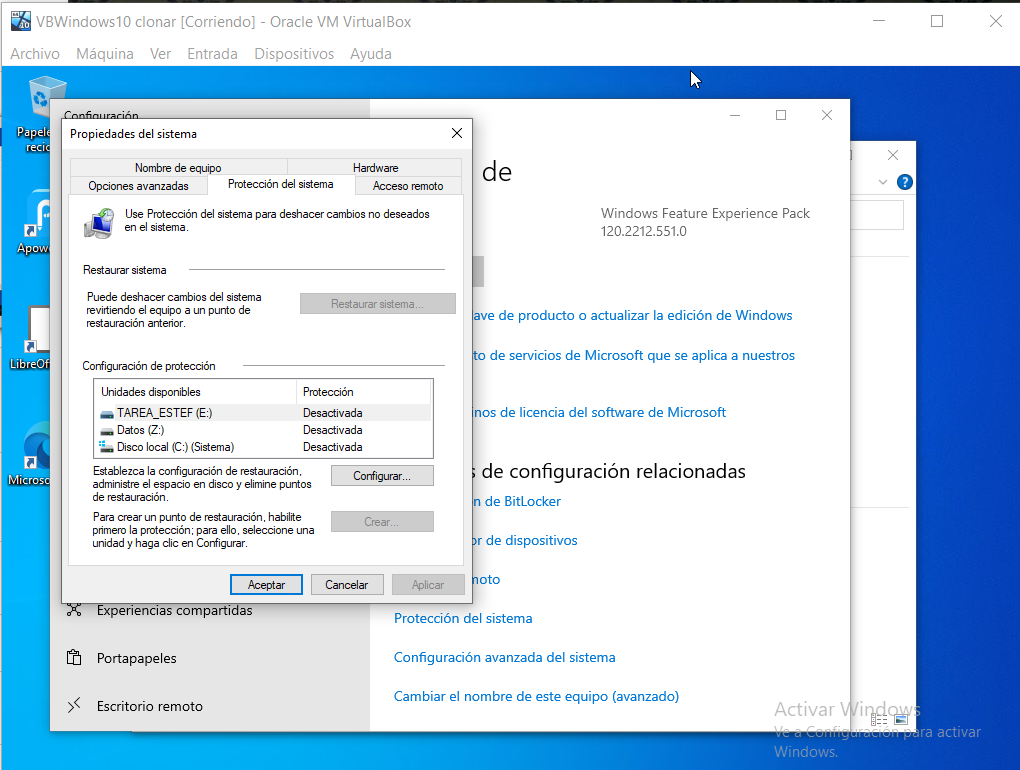 VBWindows10 clonar [Corriendo] - Oracle VM VirtualBox
Archivo Máquina Ver Entrada Dispositivos Ayuda
Configuración
Propiedades del sistema
Nombre de equipo Hardware
Opciones avanzadas Protección del sistema Acceso remoto
Use Protección del sistema para deshacer cambios no deseados
en el sistema.
Restaurar sistema
Puede deshacer cambios del sistema
revirtiendo el equipo a un punto de
restauración anterior.
Restaurar sistema...
Configuración de protección
Unidades disponibles Protección
TAREA_ESTEF (E:) Desactivada
Datos (Z:) Desactivada
Disco local (C:) (Sistema) Desactivada
Establezca la configuración de restauración,
administre el espacio en disco y elimine puntos
de restauración.
Configurar...
Para crear un punto de restauración, habilite
primero la protección; para ello, seleccione una
unidad y haga clic en Configurar.
Crear...
Aceptar Cancelar Aplicar
Papele
recic
Apow
LibreOf
Microso
de
Windows Feature Experience Pack
120.2212.551.0
ave de producto o actualizar la edición de Windows
to de servicios de Microsoft que se aplica a nuestros
inos de licencia del software de Microsoft
s de configuración relacionadas
n de BitLocker
or de dispositivos
moto
Protección del sistema
Configuración avanzada del sistema
Cambiar el nombre de este equipo (avanzado)
Experiencias compartidas
Portapapeles
Escritorio remoto
?
Activar Windows
Ve a Configuración para activar
Windows.